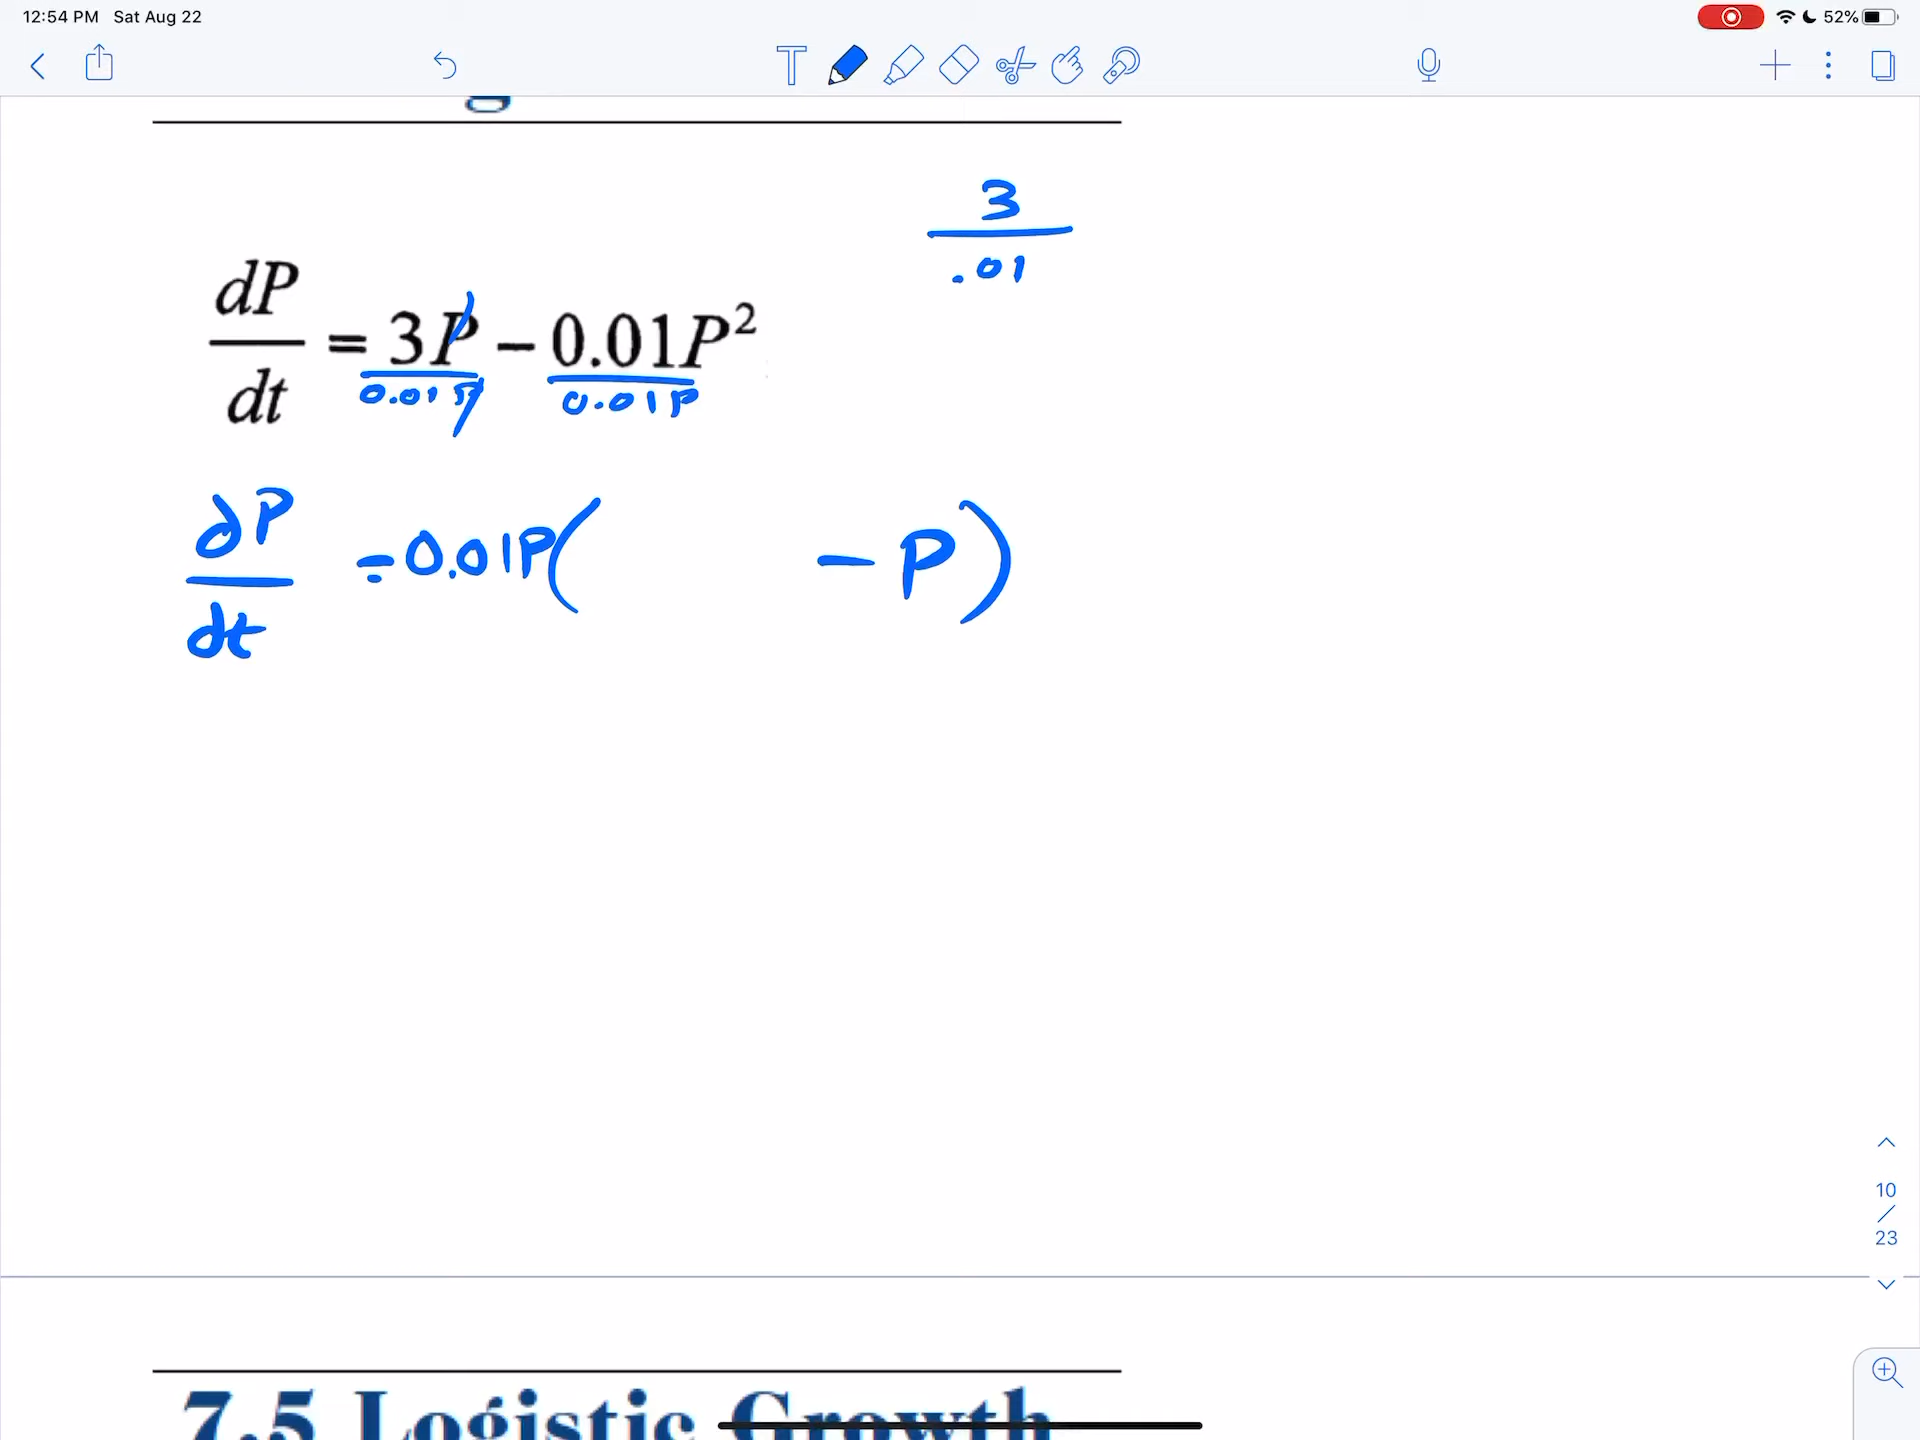 12:54 PM Sat Aug 22
52%
3
.01
dP
dt
= 3P − 0.01P²
0.01P 0.01P
dP
dt
= 0.01P( − P)
10
/
23
7.5 Logistic Growth